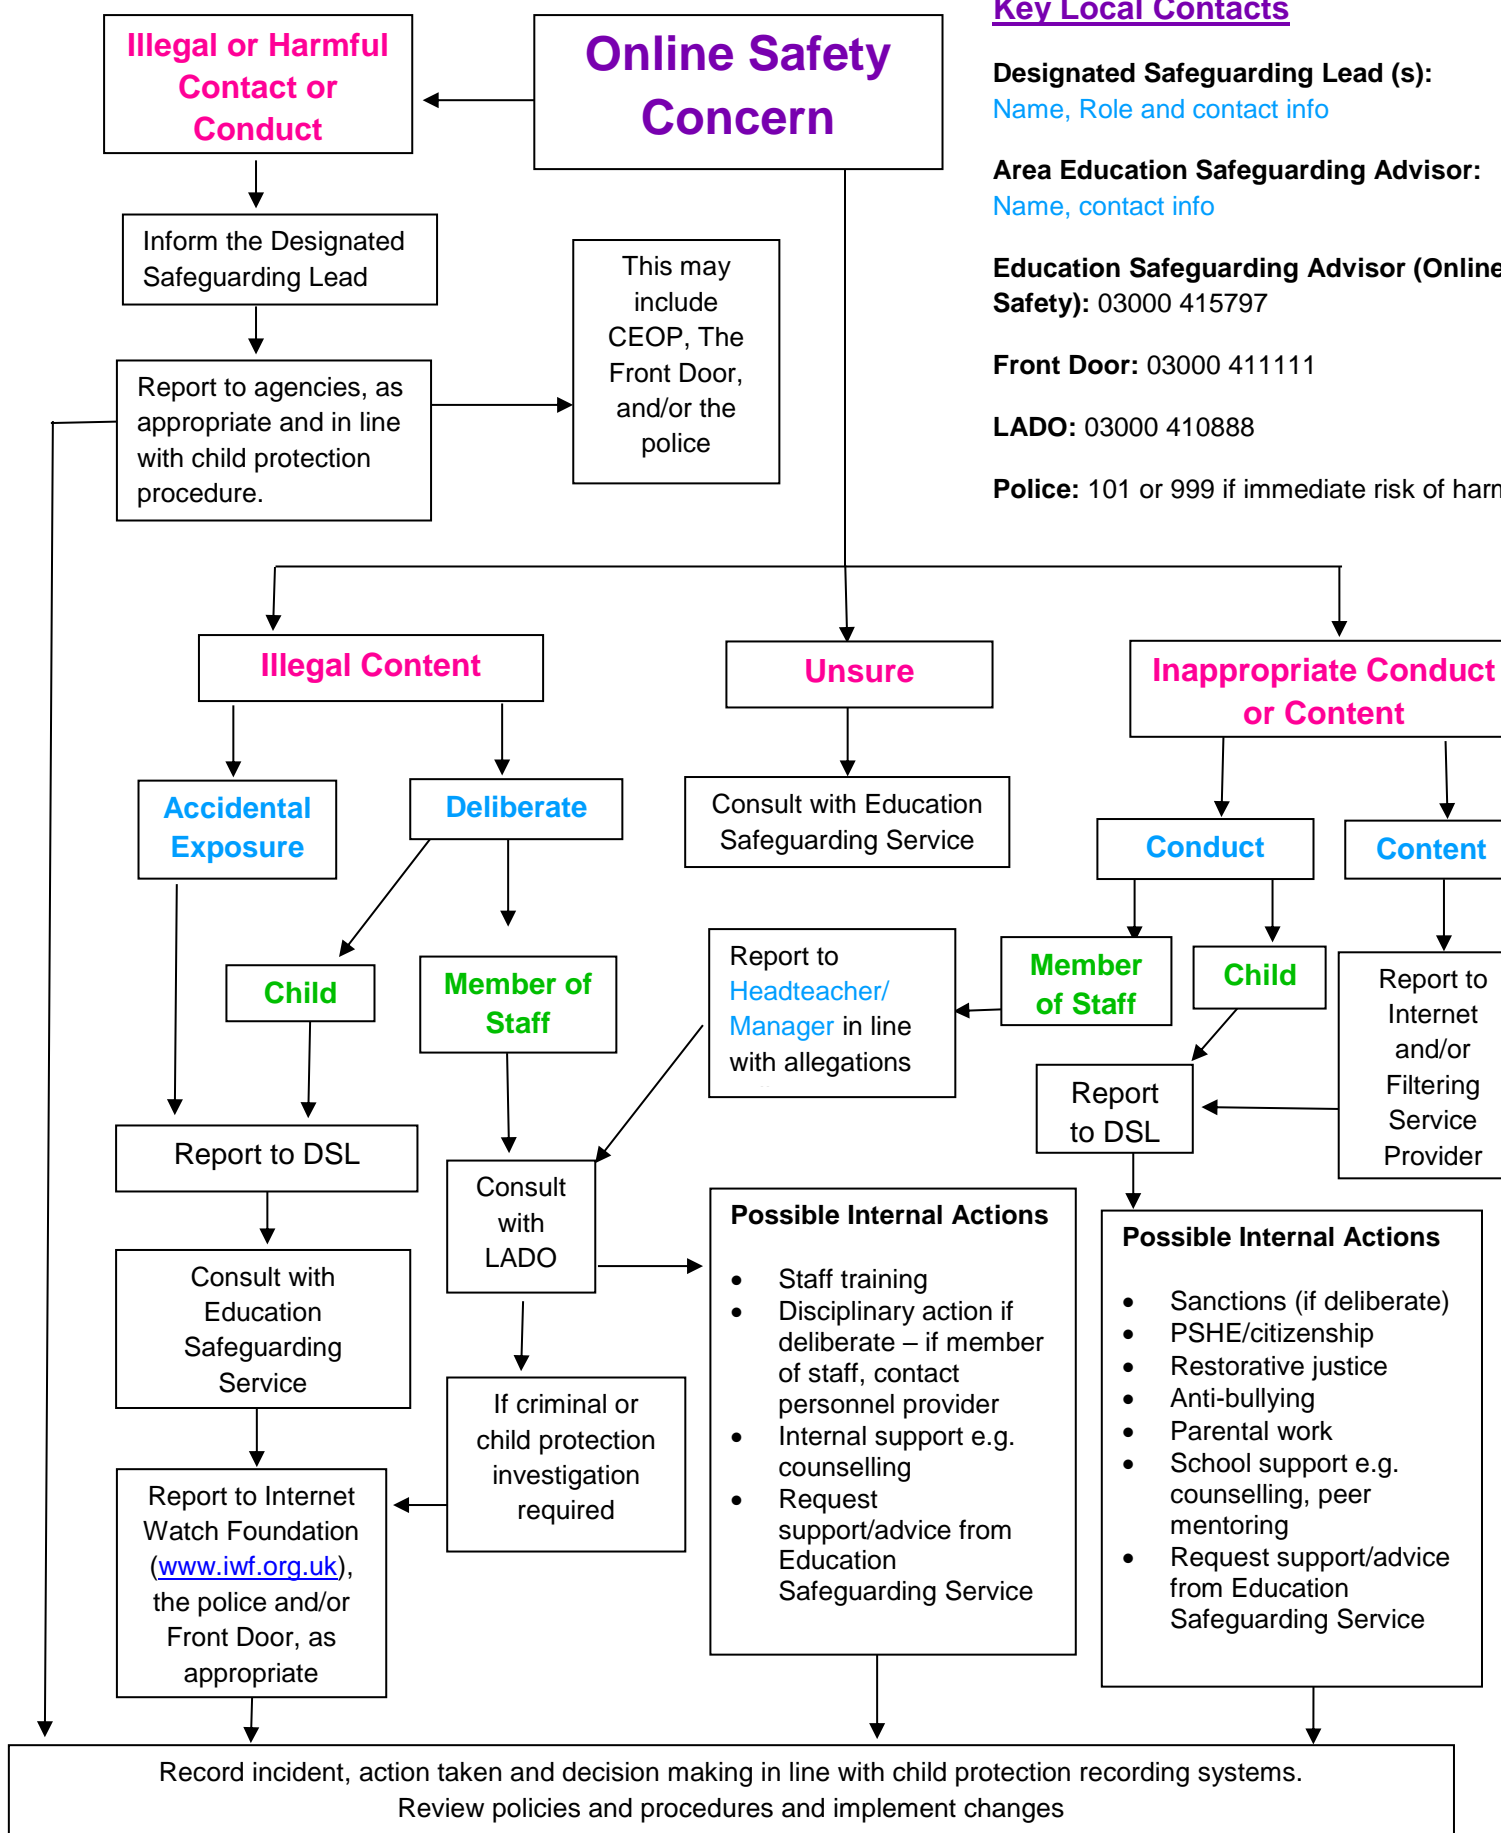 Illegal or Harmful
Contact or
Conduct
Online Safety
Concern
Key Local Contacts
Designated Safeguarding Lead (s):
Name, Role and contact info
Area Education Safeguarding Advisor:
Name, contact info
Education Safeguarding Advisor (Online
Safety): 03000 415797
Front Door: 03000 411111
LADO: 03000 410888
Police: 101 or 999 if immediate risk of harm
Inform the Designated
Safeguarding Lead
Report to agencies, as
appropriate and in line
with child protection
procedure.
This may
include
CEOP, The
Front Door,
and/or the
police
Illegal Content
Unsure
Inappropriate Conduct
or Content
Accidental
Exposure
Deliberate
Consult with Education
Safeguarding Service
Conduct
Content
Child
Member of
Staff
Report to
Headteacher/
Manager in line
with allegations
Member
of Staff
Child
Report to
Internet
and/or
Filtering
Service
Provider
Report to DSL
Consult
with
LADO
Report
to DSL
Consult with
Education
Safeguarding
Service
If criminal or
child protection
investigation
required
Report to Internet
Watch Foundation
(www.iwf.org.uk),
the police and/or
Front Door, as
appropriate
Possible Internal Actions
• Staff training
• Disciplinary action if
deliberate – if member
of staff, contact
personnel provider
• Internal support e.g.
counselling
• Request
support/advice from
Education
Safeguarding Service
Possible Internal Actions
• Sanctions (if deliberate)
• PSHE/citizenship
• Restorative justice
• Anti-bullying
• Parental work
• School support e.g.
counselling, peer
mentoring
• Request support/advice
from Education
Safeguarding Service
Record incident, action taken and decision making in line with child protection recording systems.
Review policies and procedures and implement changes